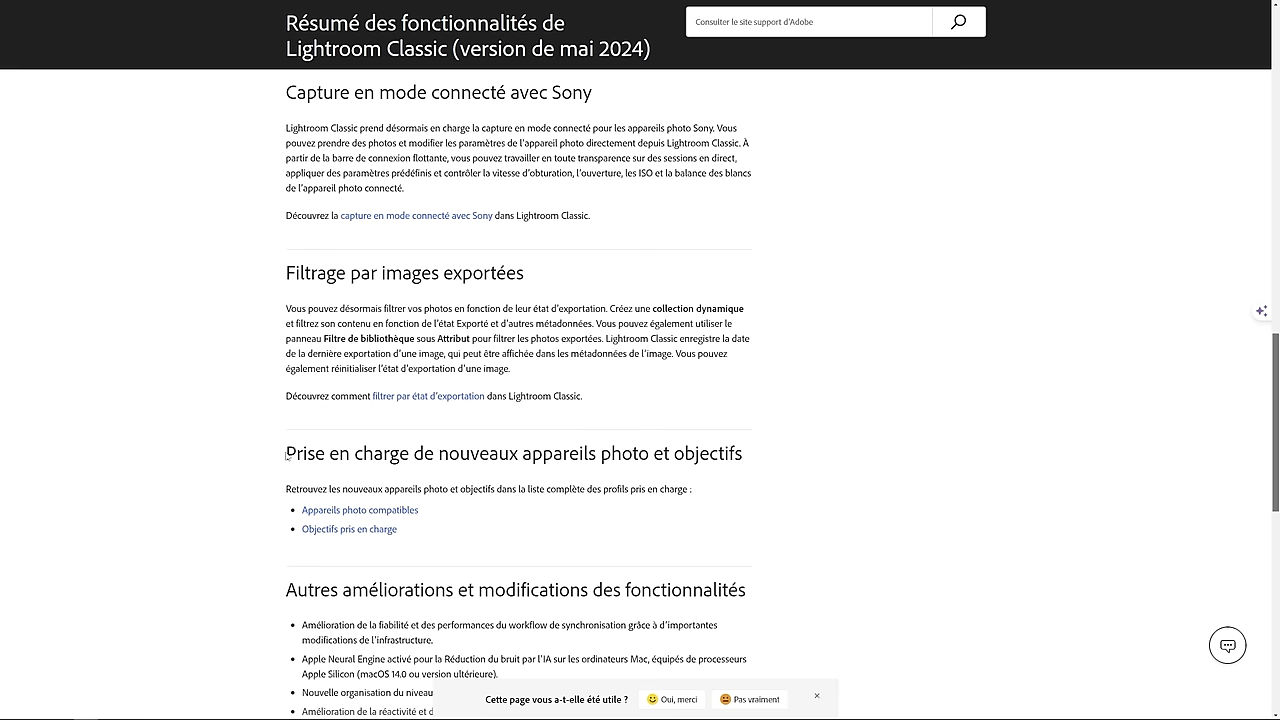 Résumé des fonctionnalités de
Lightroom Classic (version de mai 2024)
Consulter le site support d'Adobe
Capture en mode connecté avec Sony
Lightroom Classic prend désormais en charge la capture en mode connecté pour les appareils photo Sony. Vous
pouvez prendre des photos et modifier les paramètres de l'appareil photo directement depuis Lightroom Classic. À
partir de la barre de connexion flottante, vous pouvez travailler en toute transparence sur des sessions en direct,
appliquer des paramètres prédéfinis et contrôler la vitesse d'obturation, l'ouverture, les ISO et la balance des blancs
de l'appareil photo connecté.
Découvrez la capture en mode connecté avec Sony dans Lightroom Classic.
Filtrage par images exportées
Vous pouvez désormais filtrer vos photos en fonction de leur état d'exportation. Créez une collection dynamique
et filtrez son contenu en fonction de l'état Exporté et d'autres métadonnées. Vous pouvez également utiliser le
panneau Filtre de bibliothèque sous Attribut pour filtrer les photos exportées. Lightroom Classic enregistre la date
de la dernière exportation d'une image, qui peut être affichée dans les métadonnées de l'image. Vous pouvez
également réinitialiser l'état d'exportation d'une image.
Découvrez comment filtrer par état d'exportation dans Lightroom Classic.
Prise en charge de nouveaux appareils photo et objectifs
Retrouvez les nouveaux appareils photo et objectifs dans la liste complète des profils pris en charge :
• Appareils photo compatibles
• Objectifs pris en charge
Autres améliorations et modifications des fonctionnalités
• Amélioration de la fiabilité et des performances du workflow de synchronisation grâce à d'importantes
modifications de l'infrastructure.
• Apple Neural Engine activé pour la Réduction du bruit par l'IA sur les ordinateurs Mac, équipés de processeurs
Apple Silicon (macOS 14.0 ou version ultérieure).
• Nouvelle organisation du niveau
• Amélioration de la réactivité et d
Cette page vous a-t-elle été utile ?
Oui, merci
Pas vraiment